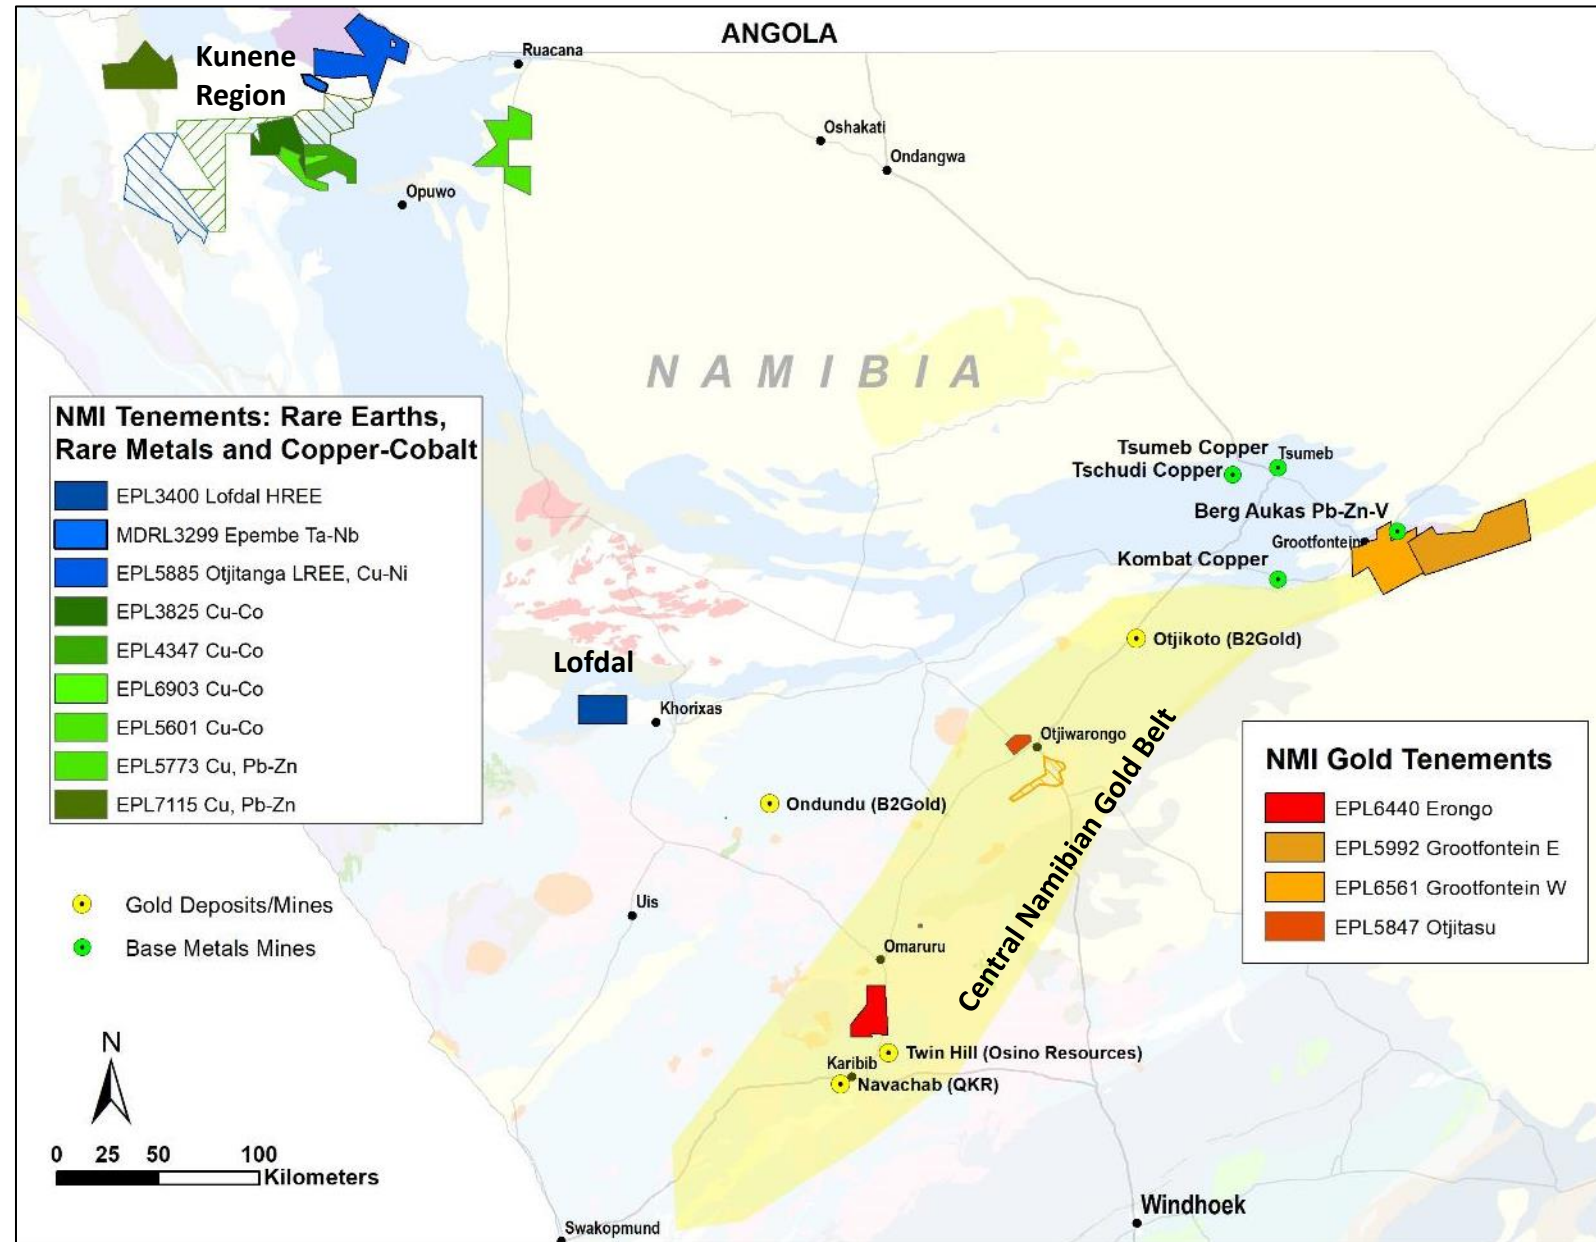 ANGOLA
Kunene
Region
Ruacana
Oshakati
Ondangwa
Opuwo
NAMIBIA
NMI Tenements: Rare Earths,
Rare Metals and Copper-Cobalt
EPL3400 Lofdal HREE
MDRL3299 Epembe Ta-Nb
EPL5885 Otjitanga LREE, Cu-Ni
EPL3825 Cu-Co
EPL4347 Cu-Co
EPL6903 Cu-Co
EPL5601 Cu-Co
EPL5773 Cu, Pb-Zn
EPL7115 Cu, Pb-Zn
Gold Deposits/Mines
Base Metals Mines
Tsumeb Copper
Tsumeb
Tschudi Copper
Berg Aukas Pb-Zn-V
Grootfontein
Kombat Copper
Otjikoto (B2Gold)
Lofdal
Khorixas
Otjiwarongo
Ondundu (B2Gold)
Central Namibian Gold Belt
Uis
Omaruru
Twin Hill (Osino Resources)
Karibib
Navachab (QKR)
Windhoek
Swakopmund
NMI Gold Tenements
EPL6440 Erongo
EPL5992 Grootfontein E
EPL6561 Grootfontein W
EPL5847 Otjitasu
N
0 25 50 100
Kilometers